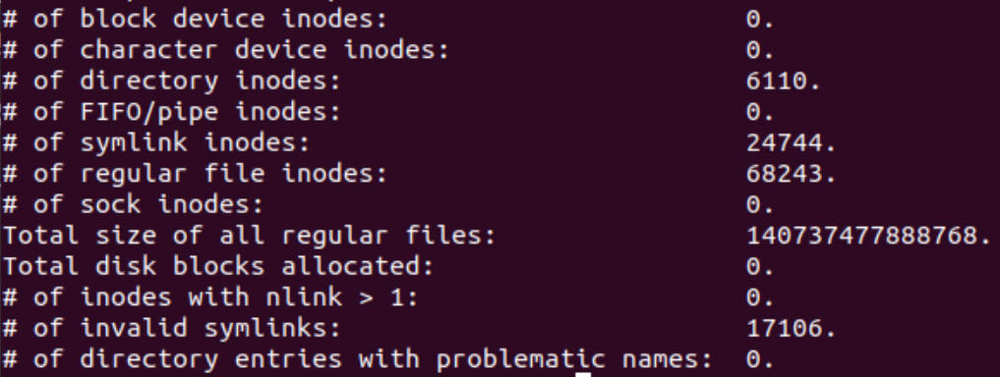 # of block device inodes: 0.
# of character device inodes: 0.
# of directory inodes: 6110.
# of FIFO/pipe inodes: 0.
# of symlink inodes: 24744.
# of regular file inodes: 68243.
# of sock inodes: 0.
Total size of all regular files: 140737477888768.
Total disk blocks allocated: 0.
# of inodes with nlink > 1: 0.
# of invalid symlinks: 17106.
# of directory entries with problematic names: 0.